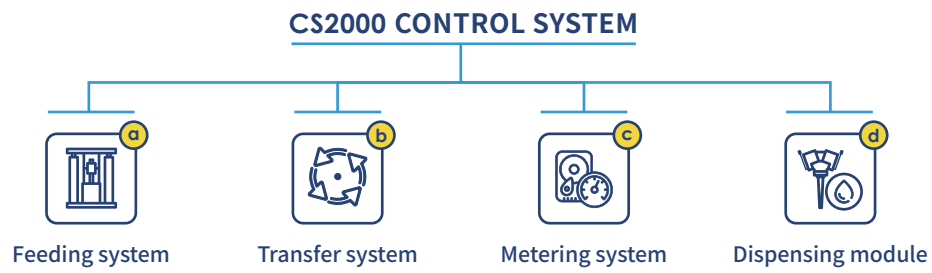 CS2000 CONTROL SYSTEM
a
b
c
d
Feeding system
Transfer system
Metering system
Dispensing module